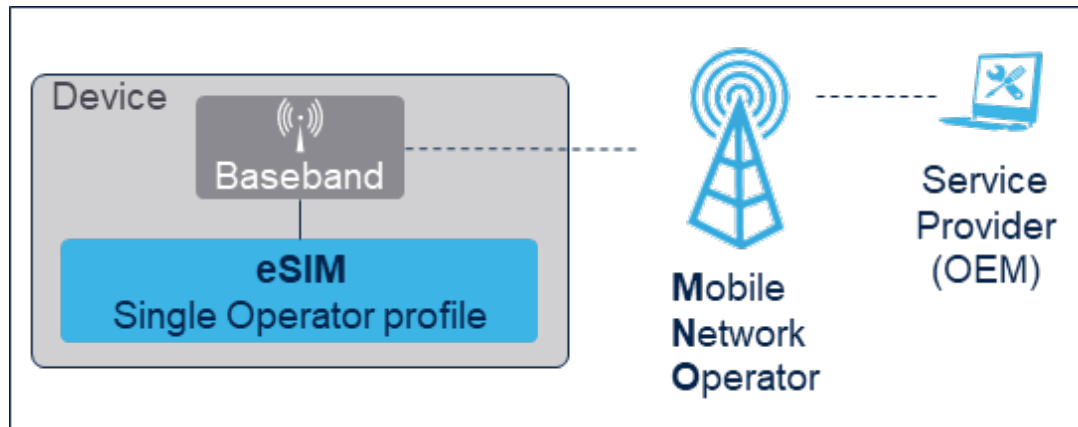 Device
Baseband
eSIM
Single Operator profile
Mobile
Network
Operator
Service
Provider
(OEM)